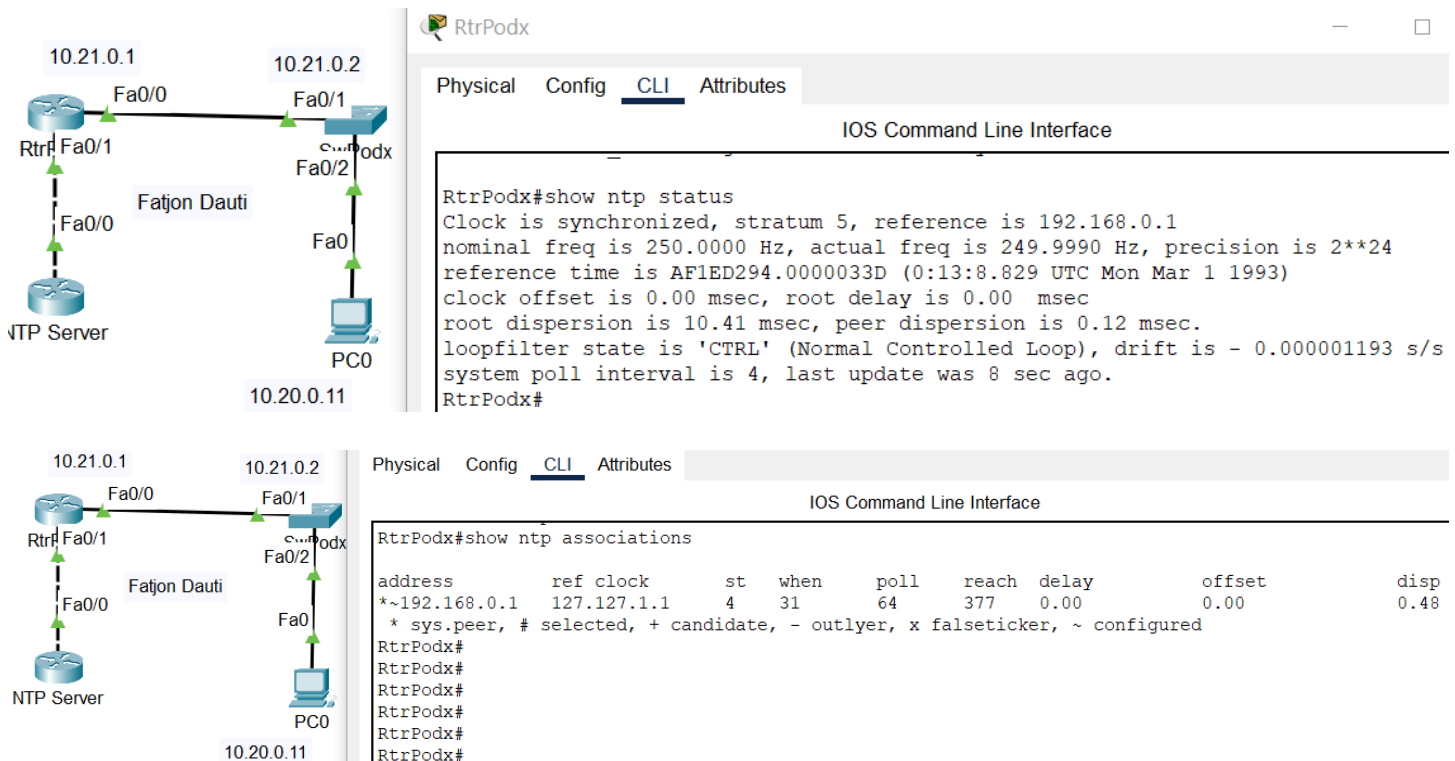 RtrPodx
10.21.0.1
10.21.0.2
Physical Config CLI Attributes
Fa0/0
Fa0/1
IOS Command Line Interface
Fa0/1
Fa0/2
Fatjon Dauti
Fa0/0
Fa0
NTP Server
PC0
10.20.0.11
RtrPodx#show ntp status
Clock is synchronized, stratum 5, reference is 192.168.0.1
nominal freq is 250.0000 Hz, actual freq is 249.9990 Hz, precision is 2**24
reference time is AF1ED294.0000033D (0:13:8.829 UTC Mon Mar 1 1993)
clock offset is 0.00 msec, root delay is 0.00 msec
root dispersion is 10.41 msec, peer dispersion is 0.12 msec.
loopfilter state is 'CTRL' (Normal Controlled Loop), drift is - 0.000001193 s/s
system poll interval is 4, last update was 8 sec ago.
RtrPodx#
10.21.0.1
10.21.0.2
Physical Config CLI Attributes
Fa0/0
Fa0/1
IOS Command Line Interface
Fa0/1
Fa0/2
Fatjon Dauti
Fa0/0
Fa0
NTP Server
PC0
10.20.0.11
RtrPodx#show ntp associations
address ref clock st when poll reach delay offset disp
*~192.168.0.1 127.127.1.1 4 31 64 377 0.00 0.00 0.48
* sys.peer, # selected, + candidate, - outlyer, x falseticker, ~ configured
RtrPodx#
RtrPodx#
RtrPodx#
RtrPodx#
RtrPodx#
RtrPodx#